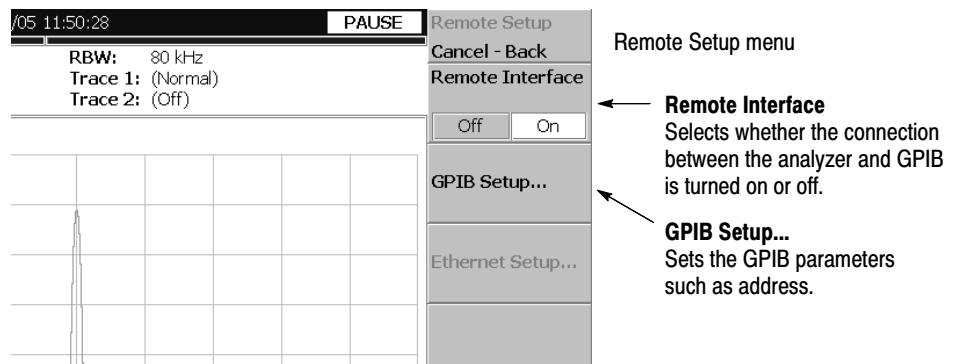 /05 11:50:28
PAUSE
RBW: 80 kHz
Trace 1: (Normal)
Trace 2: (Off)
Remote Setup
Cancel - Back
Remote Interface
Off On
GPIB Setup...
Ethernet Setup...
Remote Setup menu
Remote Interface
Selects whether the connection
between the analyzer and GPIB
is turned on or off.
GPIB Setup...
Sets the GPIB parameters
such as address.